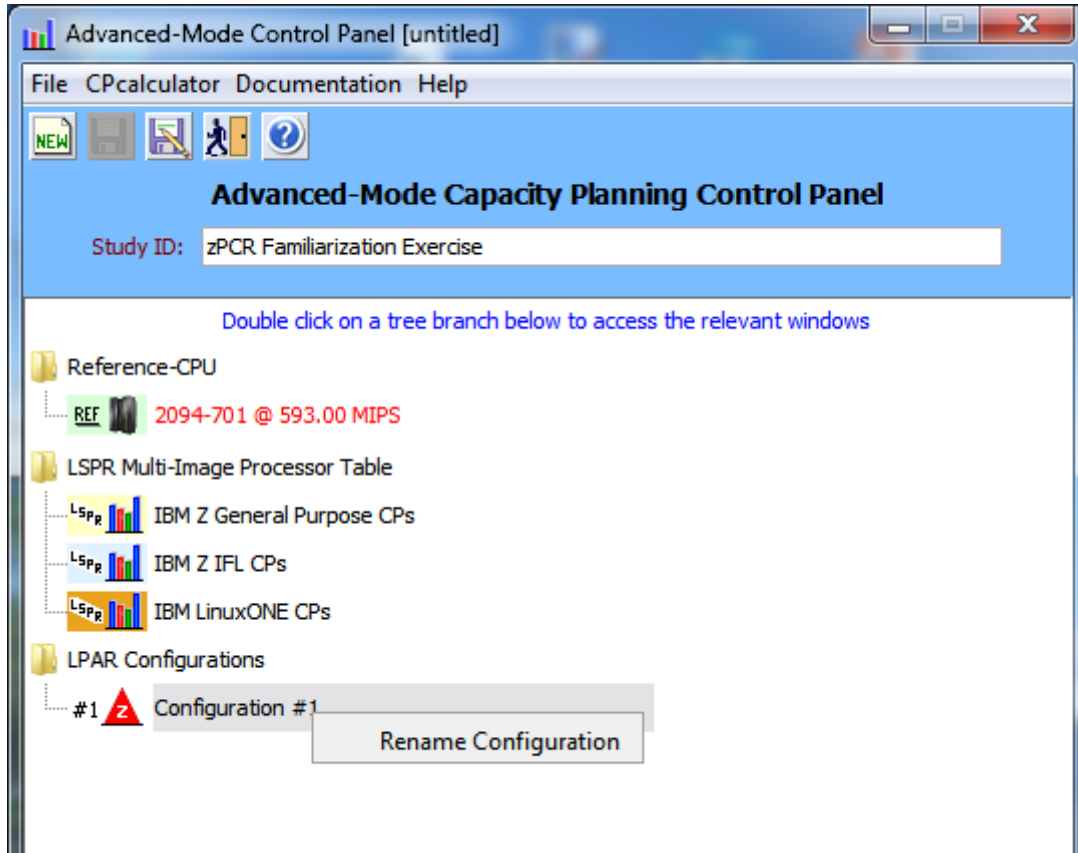 Advanced-Mode Control Panel [untitled]
File CPcalculator Documentation Help
NEW
Advanced-Mode Capacity Planning Control Panel
Study ID: zPCR Familiarization Exercise
Double click on a tree branch below to access the relevant windows
Reference-CPU
REF 2094-701 @ 593.00 MIPS
LSPR Multi-Image Processor Table
LSPR IBM Z General Purpose CPs
LSPR IBM Z IFL CPs
LSPR IBM LinuxONE CPs
LPAR Configurations
#1 z Configuration #1
Rename Configuration